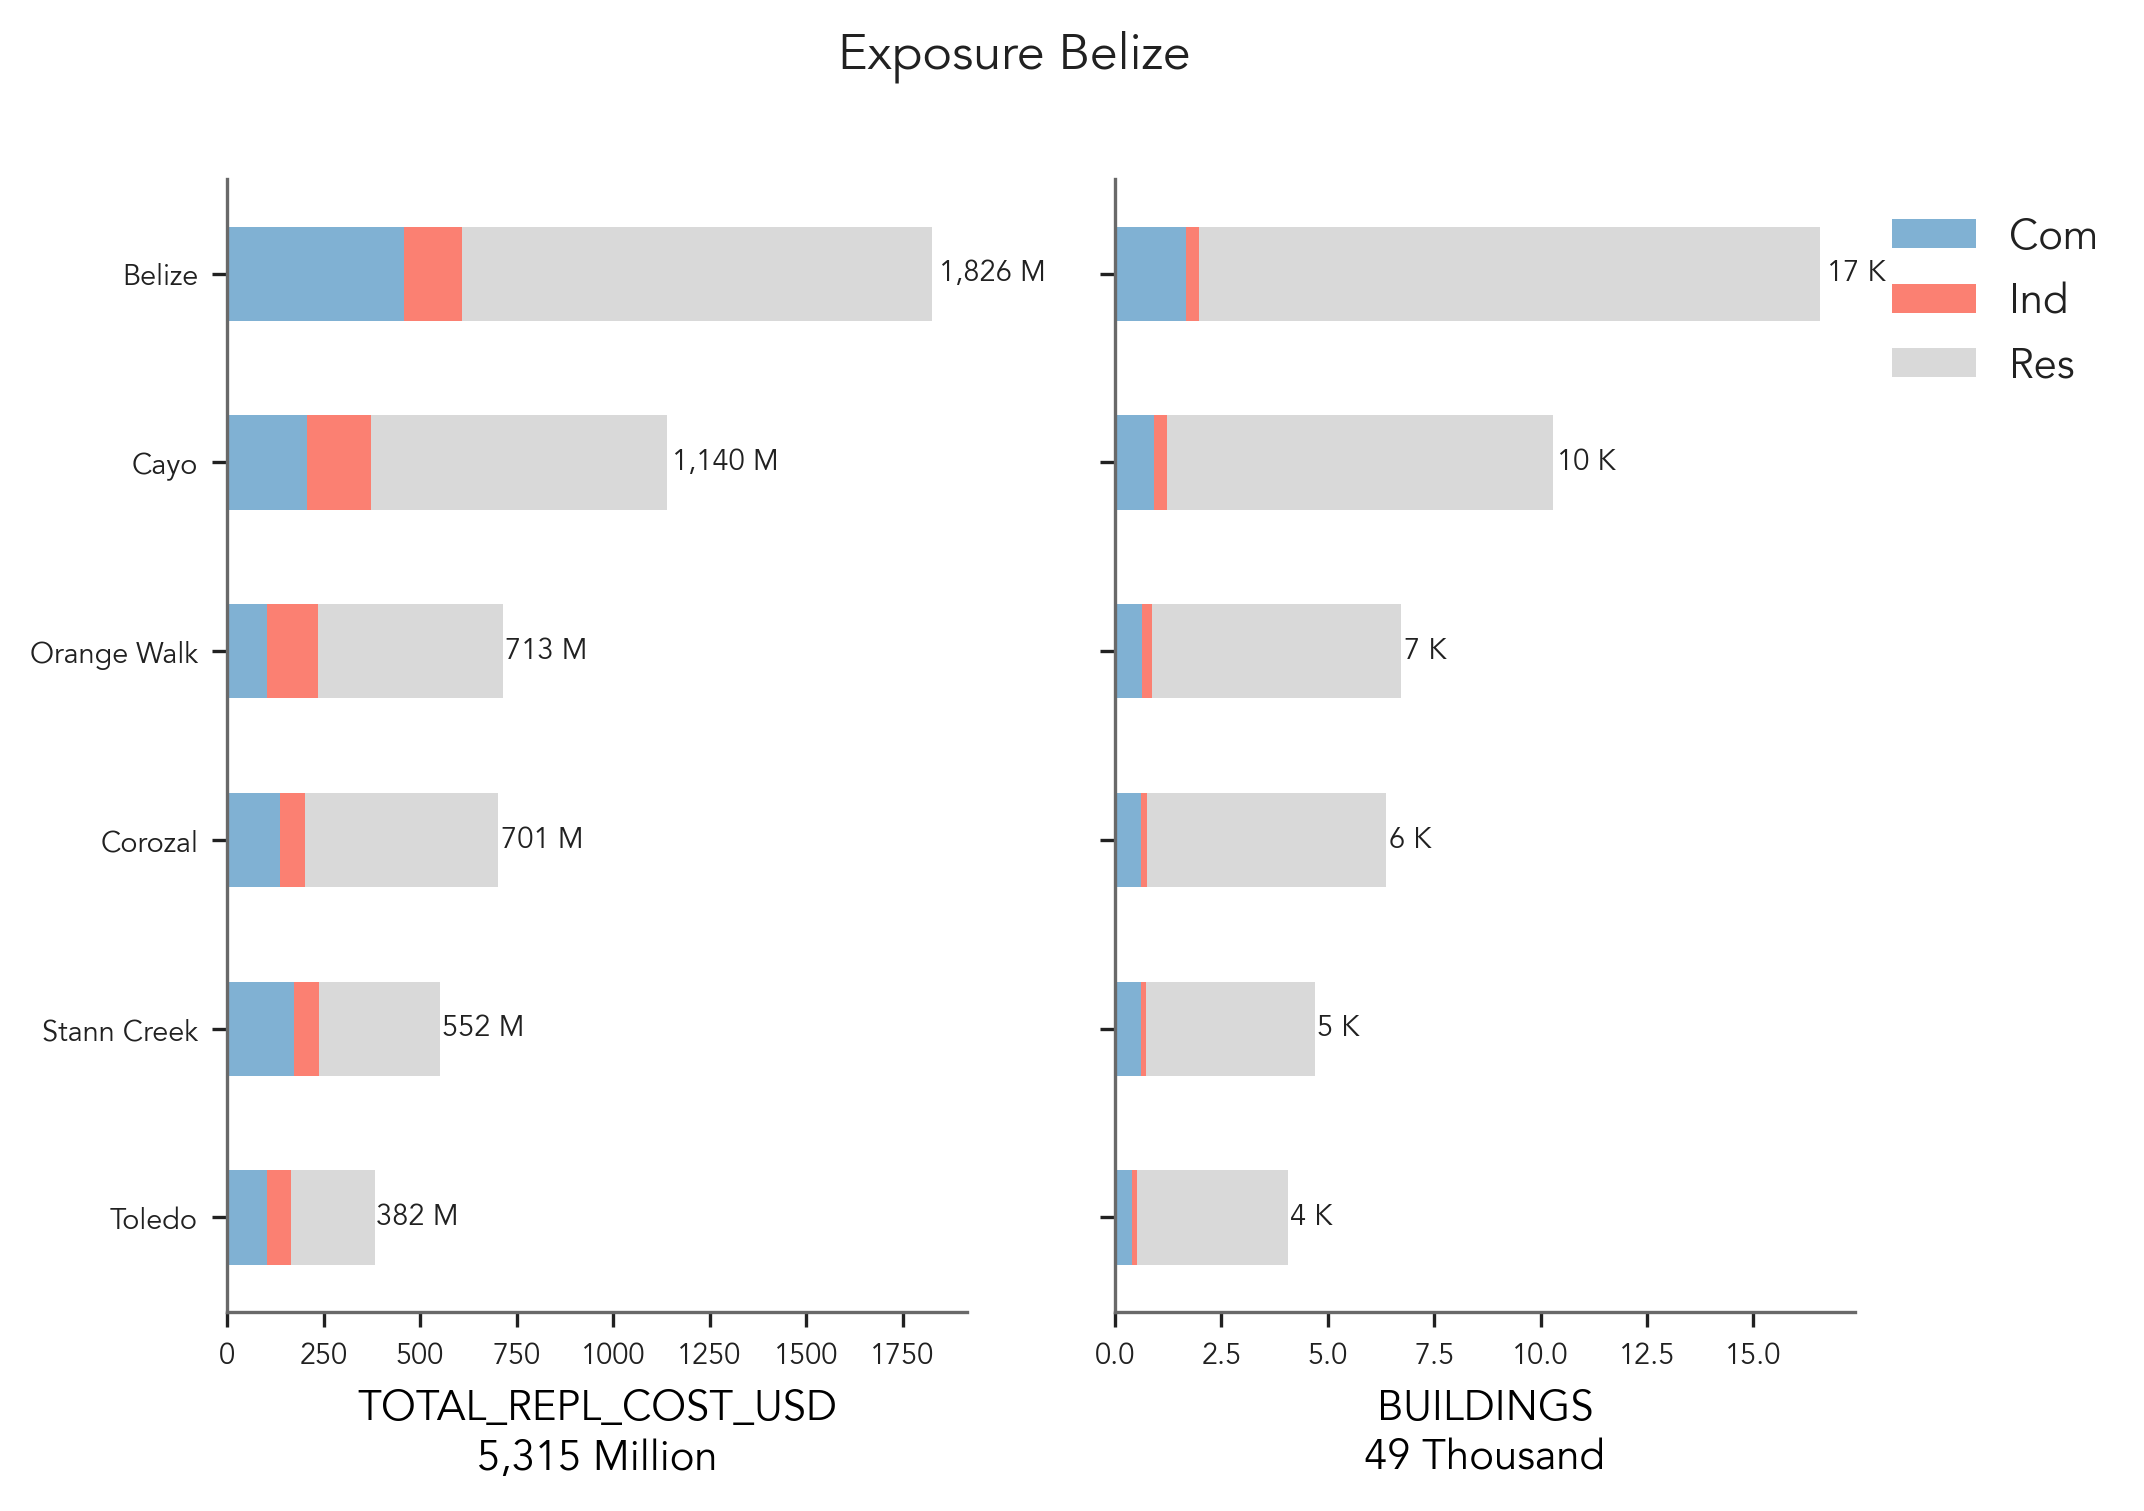 Exposure Belize
Belize
1,826 M
Cayo
1,140 M
Orange Walk
713 M
Corozal
701 M
Stann Creek
552 M
Toledo
382 M
0 250 500 750 1000 1250 1500 1750
TOTAL_REPL_COST_USD
5,315 Million
17 K
10 K
7 K
6 K
5 K
4 K
0.0 2.5 5.0 7.5 10.0 12.5 15.0
BUILDINGS
49 Thousand
Com
Ind
Res